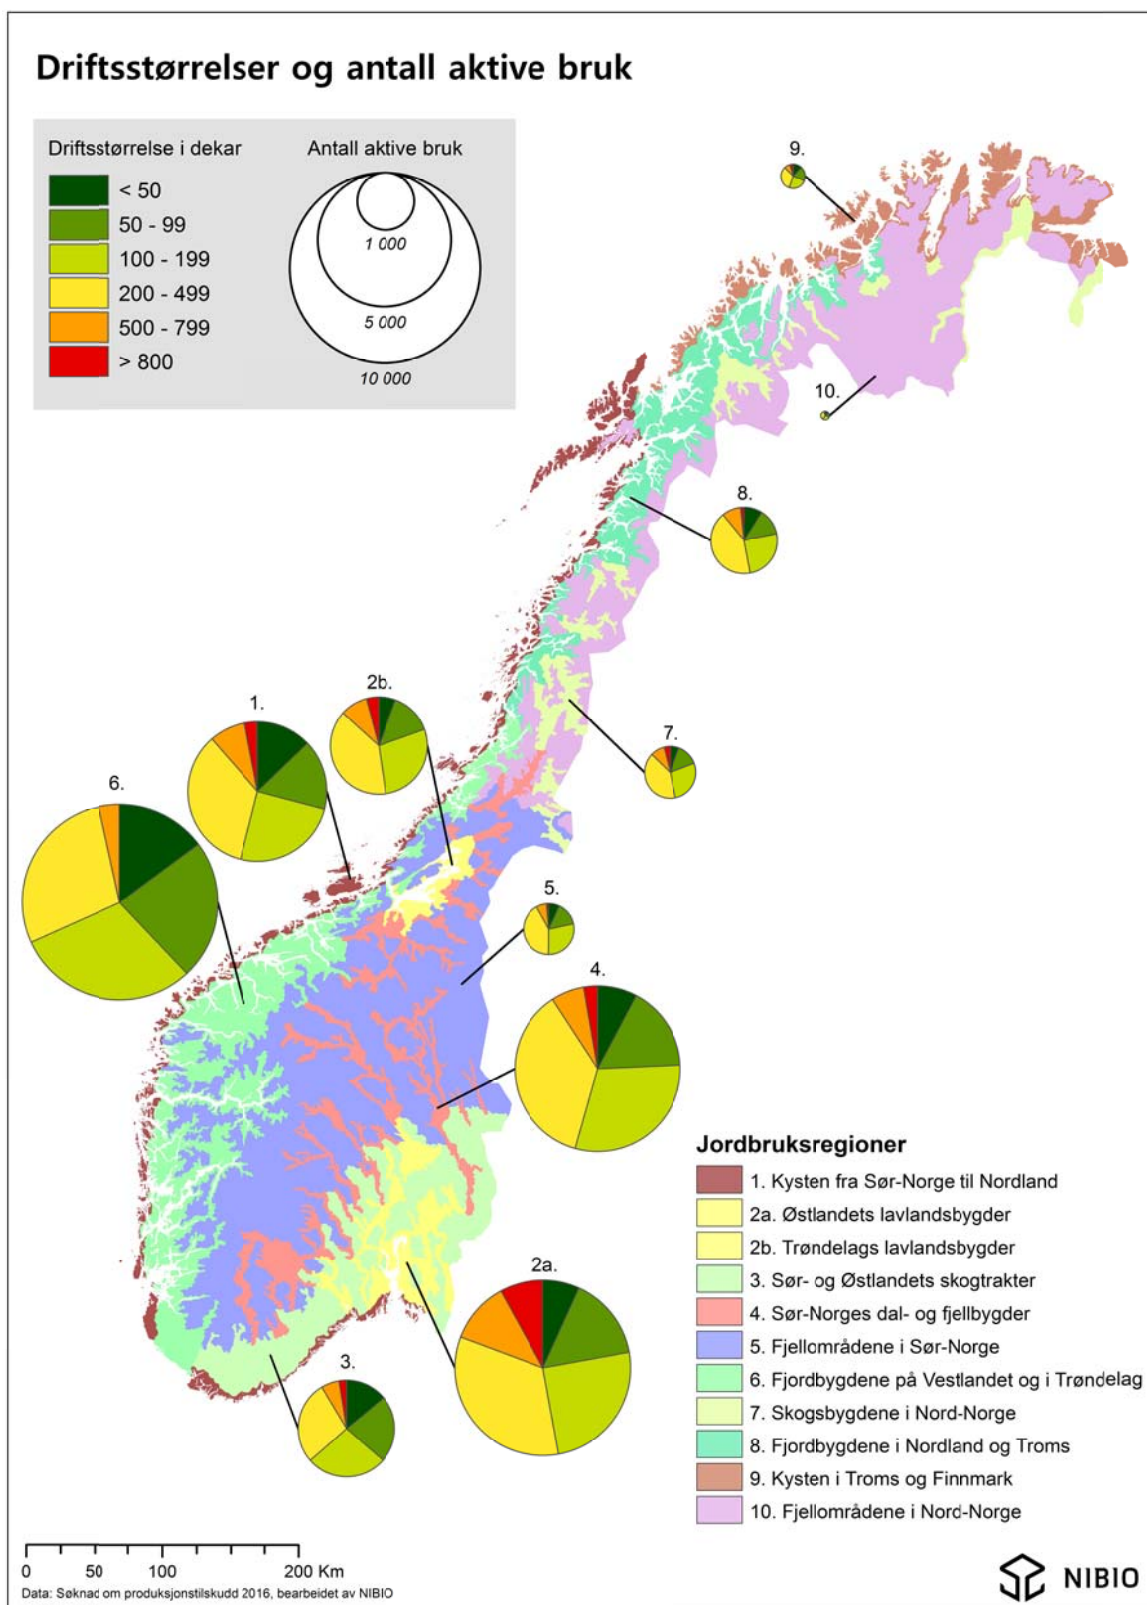 Driftsstørrelser og antall aktive bruk
Driftsstørrelse i dekar
< 50
50 - 99
100 - 199
200 - 499
500 - 799
> 800
Antall aktive bruk
1 000
5 000
10 000
9.
10.
8.
2b.
1.
7.
6.
5.
4.
2a.
3.
Jordbruksregioner
1. Kysten fra Sør-Norge til Nordland
2a. Østlandets lavlandsbygder
2b. Trøndelags lavlandsbygder
3. Sør- og Østlandets skogtrakter
4. Sør-Norges dal- og fjellbygder
5. Fjellområdene i Sør-Norge
6. Fjordbygdene på Vestlandet og i Trøndelag
7. Skogsbygdene i Nord-Norge
8. Fjordbygdene i Nordland og Troms
9. Kysten i Troms og Finnmark
10. Fjellområdene i Nord-Norge
0 50 100 200 Km
Data: Søknad om produksjonstilskudd 2016, bearbeidet av NIBIO
NIBIO